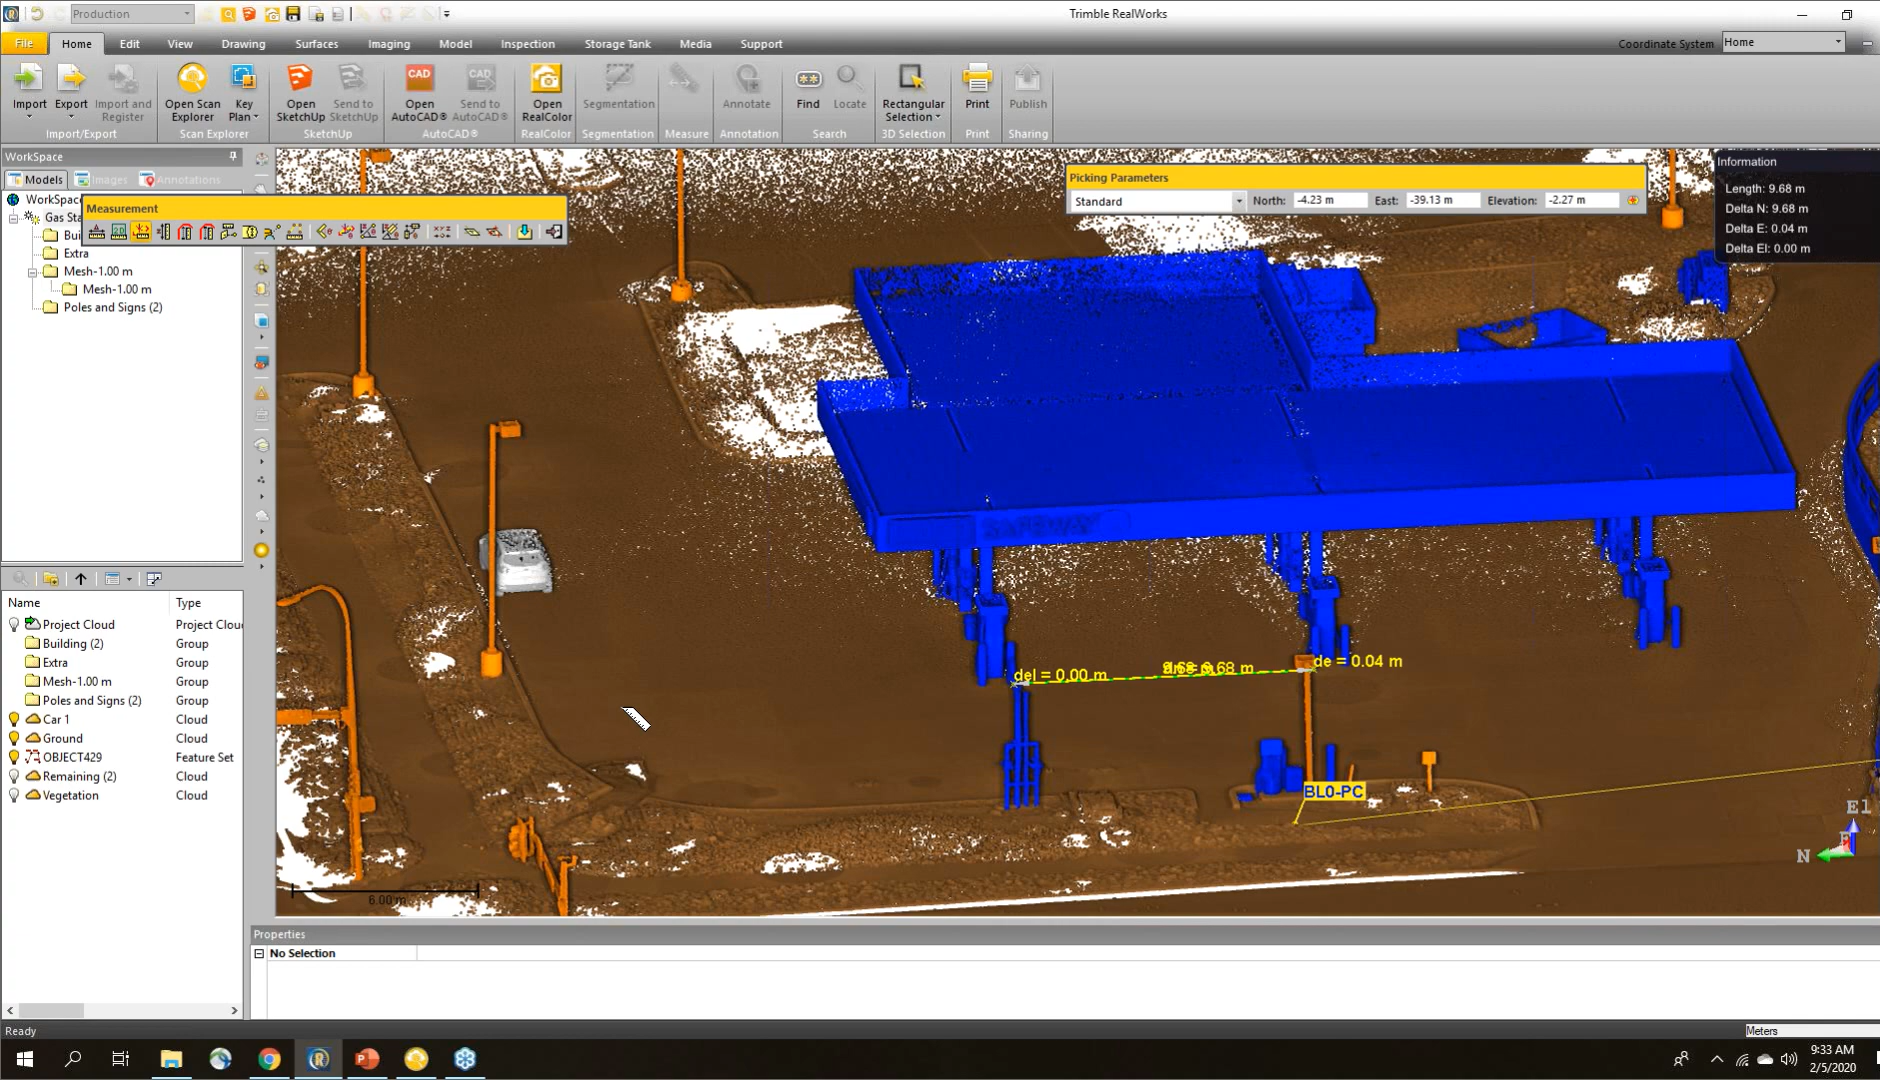 Production
Trimble RealWorks
File
Home
Edit
View
Drawing
Surfaces
Imaging
Model
Inspection
Storage Tank
Media
Support
Coordinate System
Home
Import
Export
Import and Register
Import/Export
Open Scan Explorer
Key Plan
Scan Explorer
Open SketchUp
Send to SketchUp
SketchUp
Open AutoCAD®
Send to AutoCAD®
AutoCAD®
Open RealColor
RealColor
Segmentation
Segmentation
Measure
Annotate
Annotation
Find
Locate
Search
Rectangular Selection
3D Selection
Print
Print
Publish
Sharing
WorkSpace
Models
Images
Annotations
WorkSpac
Gas Sta
Bui
Extra
Mesh-1.00 m
Mesh-1.00 m
Poles and Signs (2)
Measurement
Picking Parameters
Standard
North: -4.23 m
East: -39.13 m
Elevation: -2.27 m
Information
Length: 9.68 m
Delta N: 9.68 m
Delta E: 0.04 m
Delta El: 0.00 m
SAFEWAY
del = 0.00 m
de = 0.04 m
BL0-PC
El
N
6.00 m
Name Type
Project Cloud Project Clou
Building (2) Group
Extra Group
Mesh-1.00 m Group
Poles and Signs (2) Group
Car 1 Cloud
Ground Cloud
OBJECT429 Feature Set
Remaining (2) Cloud
Vegetation Cloud
Properties
No Selection
Ready
Meters
9:33 AM
2/5/2020